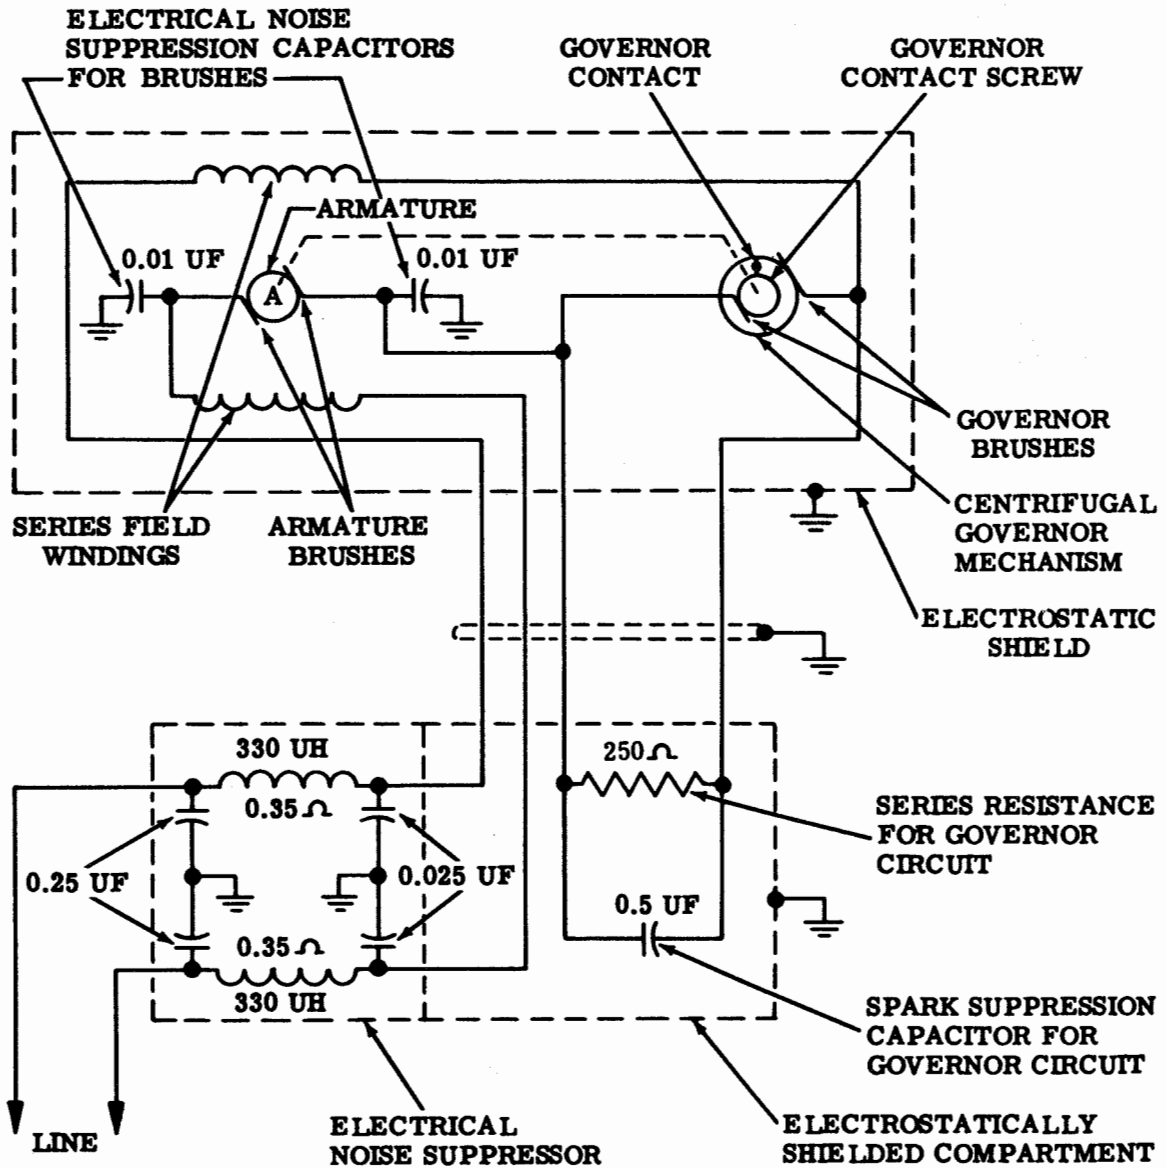 ELECTRICAL NOISE
SUPPRESSION CAPACITORS
FOR BRUSHES
GOVERNOR
CONTACT
GOVERNOR
CONTACT SCREW
ARMATURE
0.01 UF
0.01 UF
A
GOVERNOR
BRUSHES
SERIES FIELD
WINDINGS
ARMATURE
BRUSHES
CENTRIFUGAL
GOVERNOR
MECHANISM
ELECTROSTATIC
SHIELD
330 UH
0.35Ω
250Ω
SERIES RESISTANCE
FOR GOVERNOR
CIRCUIT
0.25 UF
0.025 UF
0.5 UF
0.35Ω
330 UH
SPARK SUPPRESSION
CAPACITOR FOR
GOVERNOR CIRCUIT
LINE
ELECTRICAL
NOISE SUPPRESSOR
ELECTROSTATICALLY
SHIELDED COMPARTMENT